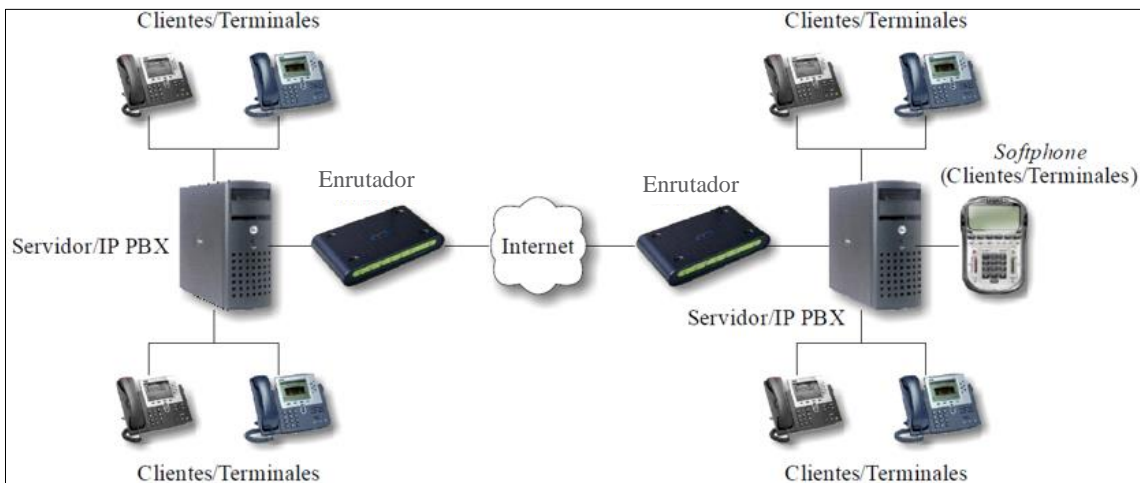 Clientes/Terminales
Clientes/Terminales
Softphone
(Clientes/Terminales)
Enrutador
Enrutador
Servidor/IP PBX
Internet
Servidor/IP PBX
Clientes/Terminales
Clientes/Terminales